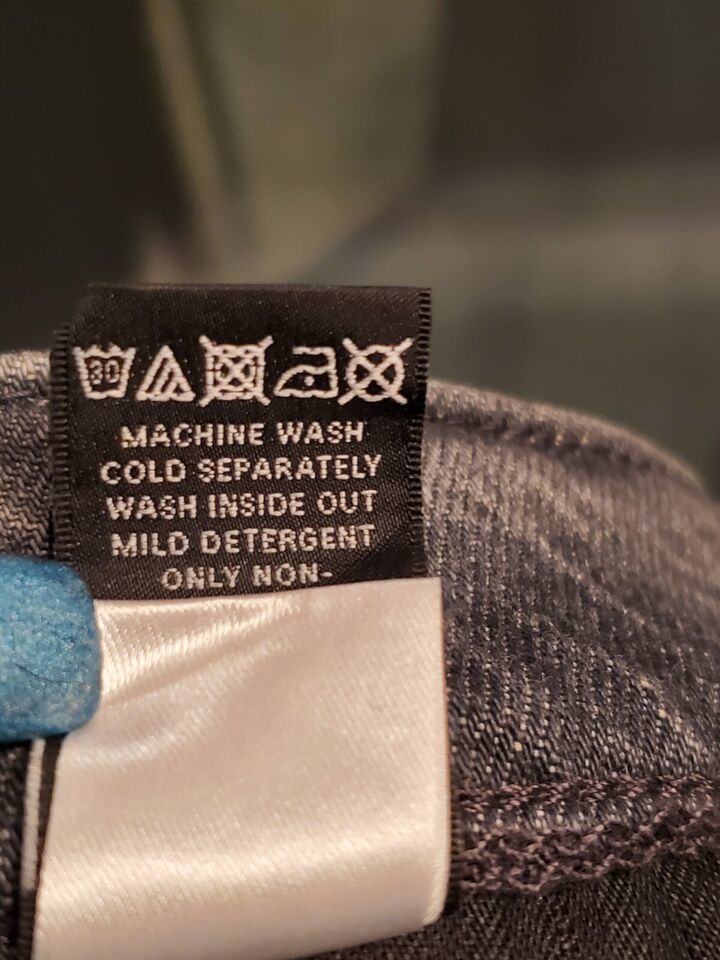 30
MACHINE WASH
COLD SEPARATELY
WASH INSIDE OUT
MILD DETERGENT
ONLY NON-